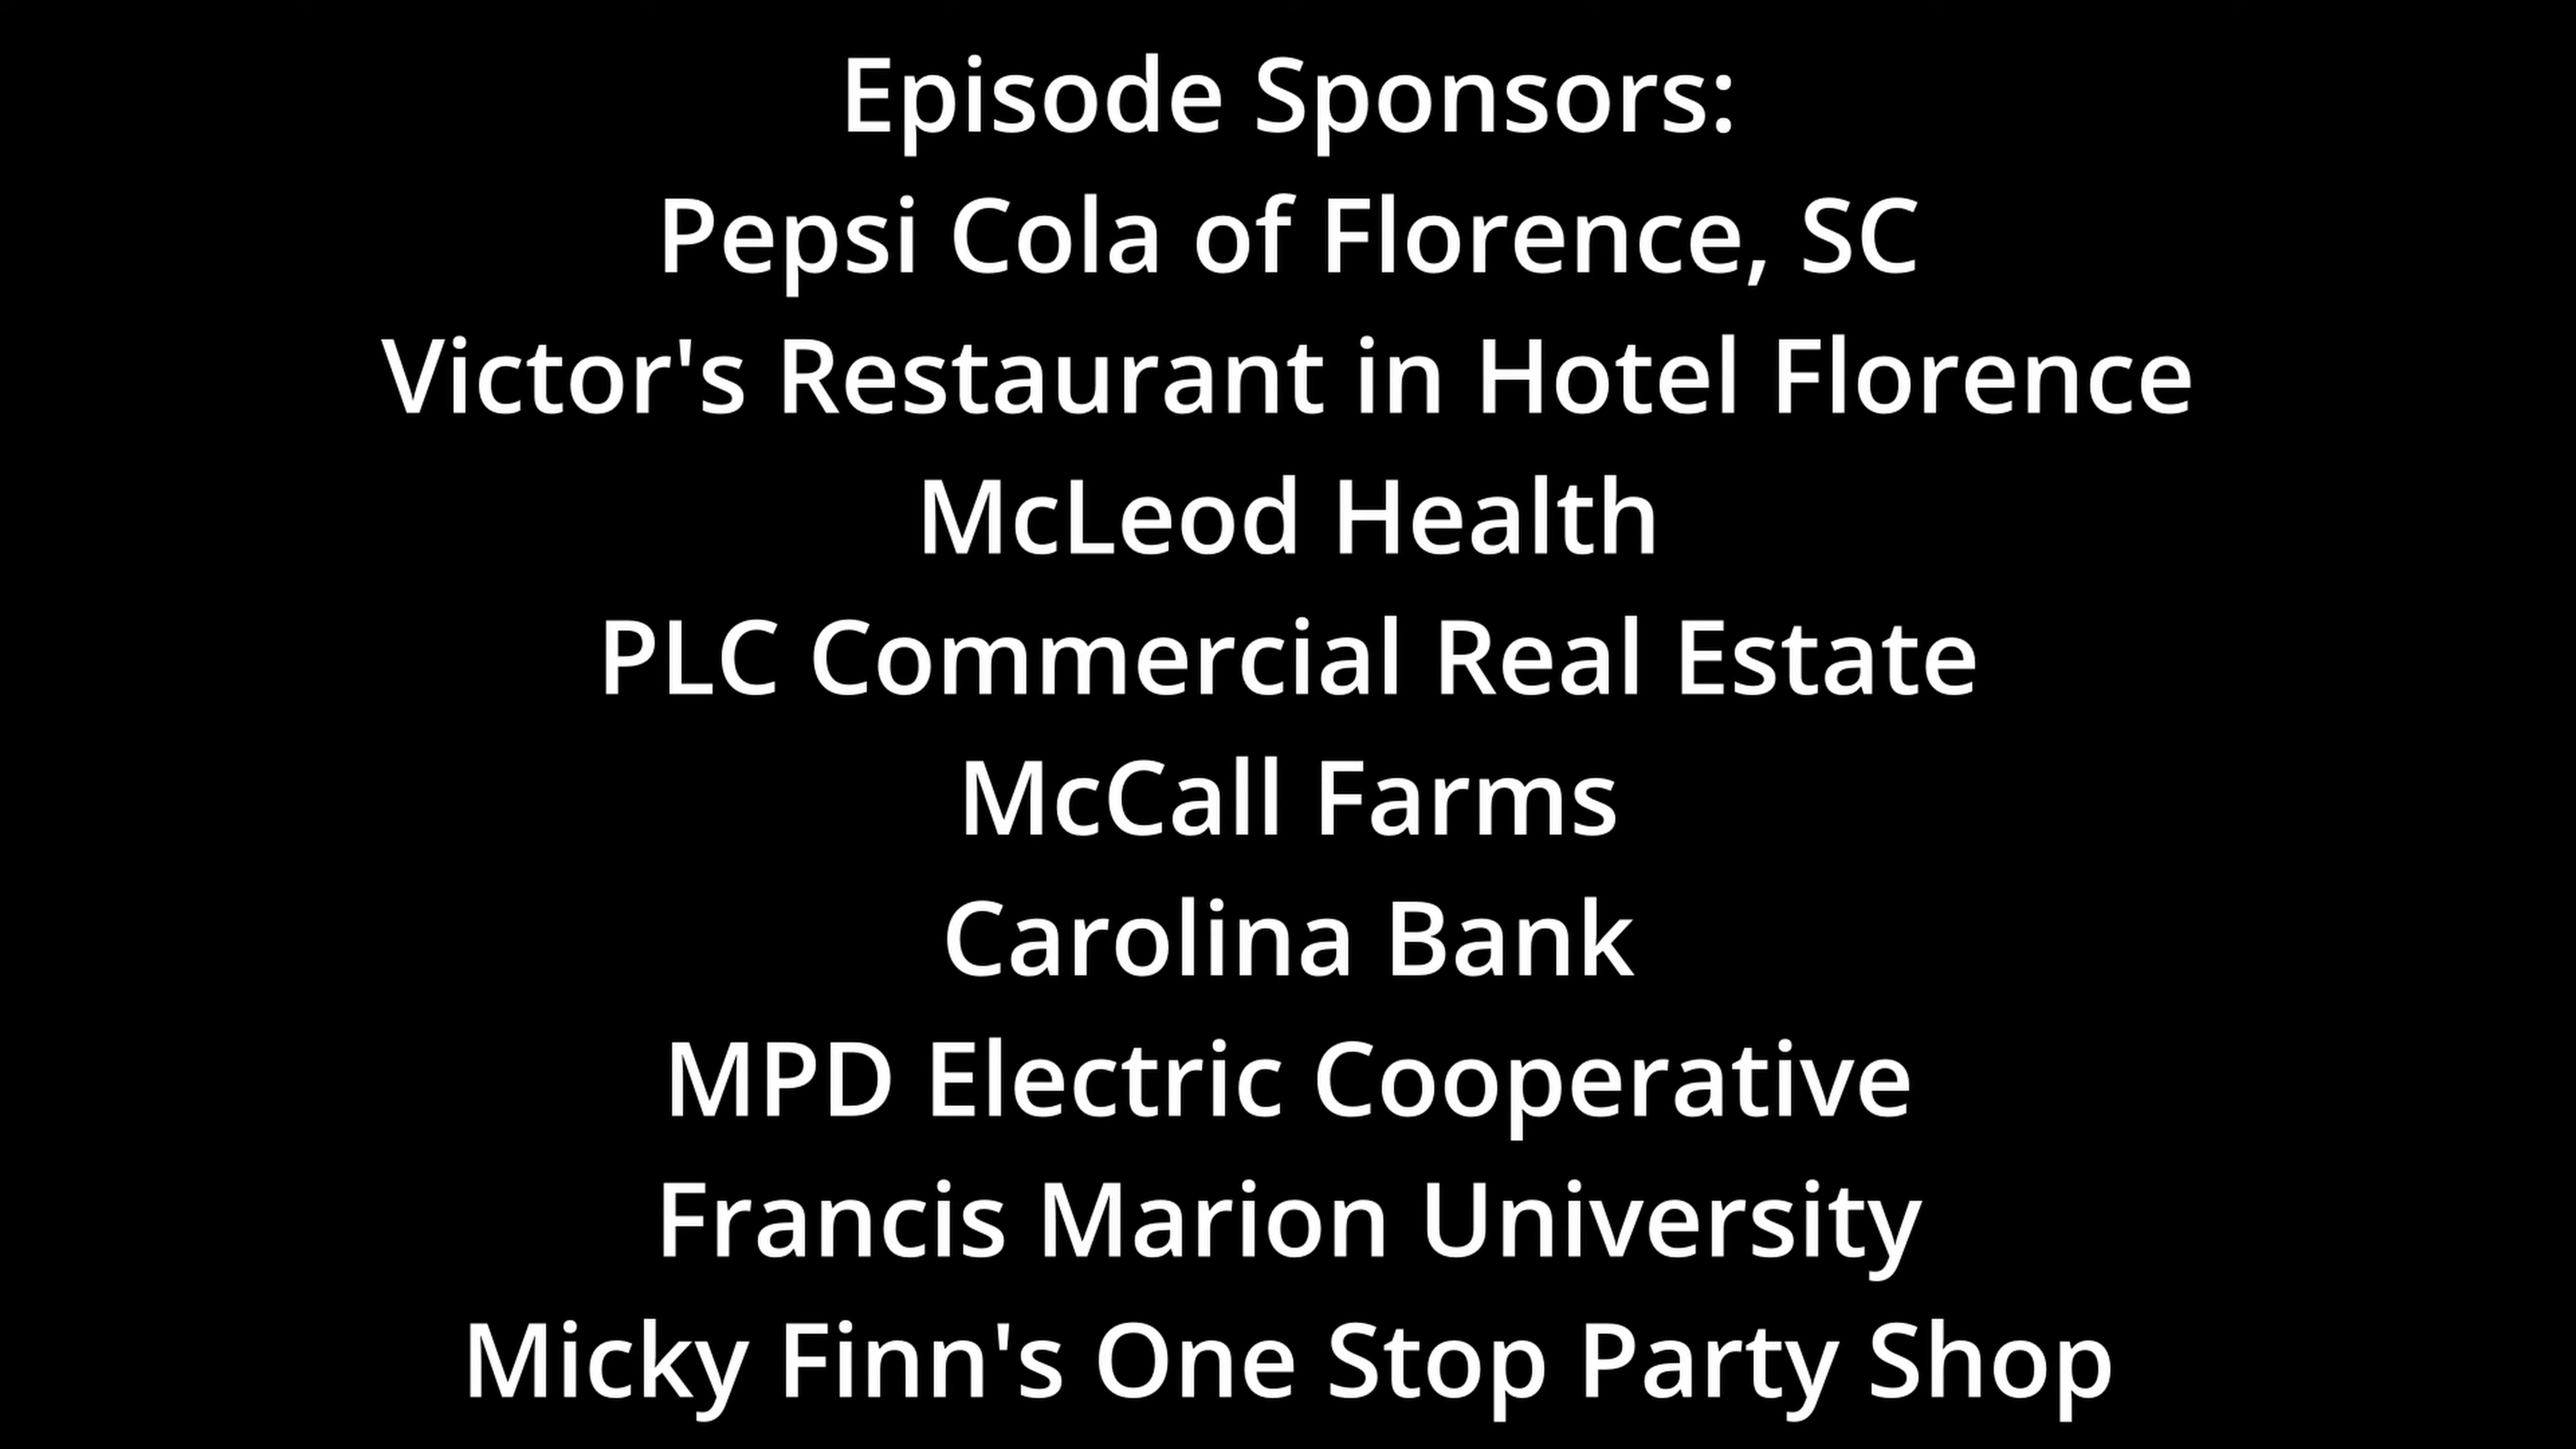 Episode Sponsors:
Pepsi Cola of Florence, SC
Victor's Restaurant in Hotel Florence
McLeod Health
PLC Commercial Real Estate
McCall Farms
Carolina Bank
MPD Electric Cooperative
Francis Marion University
Micky Finn's One Stop Party Shop